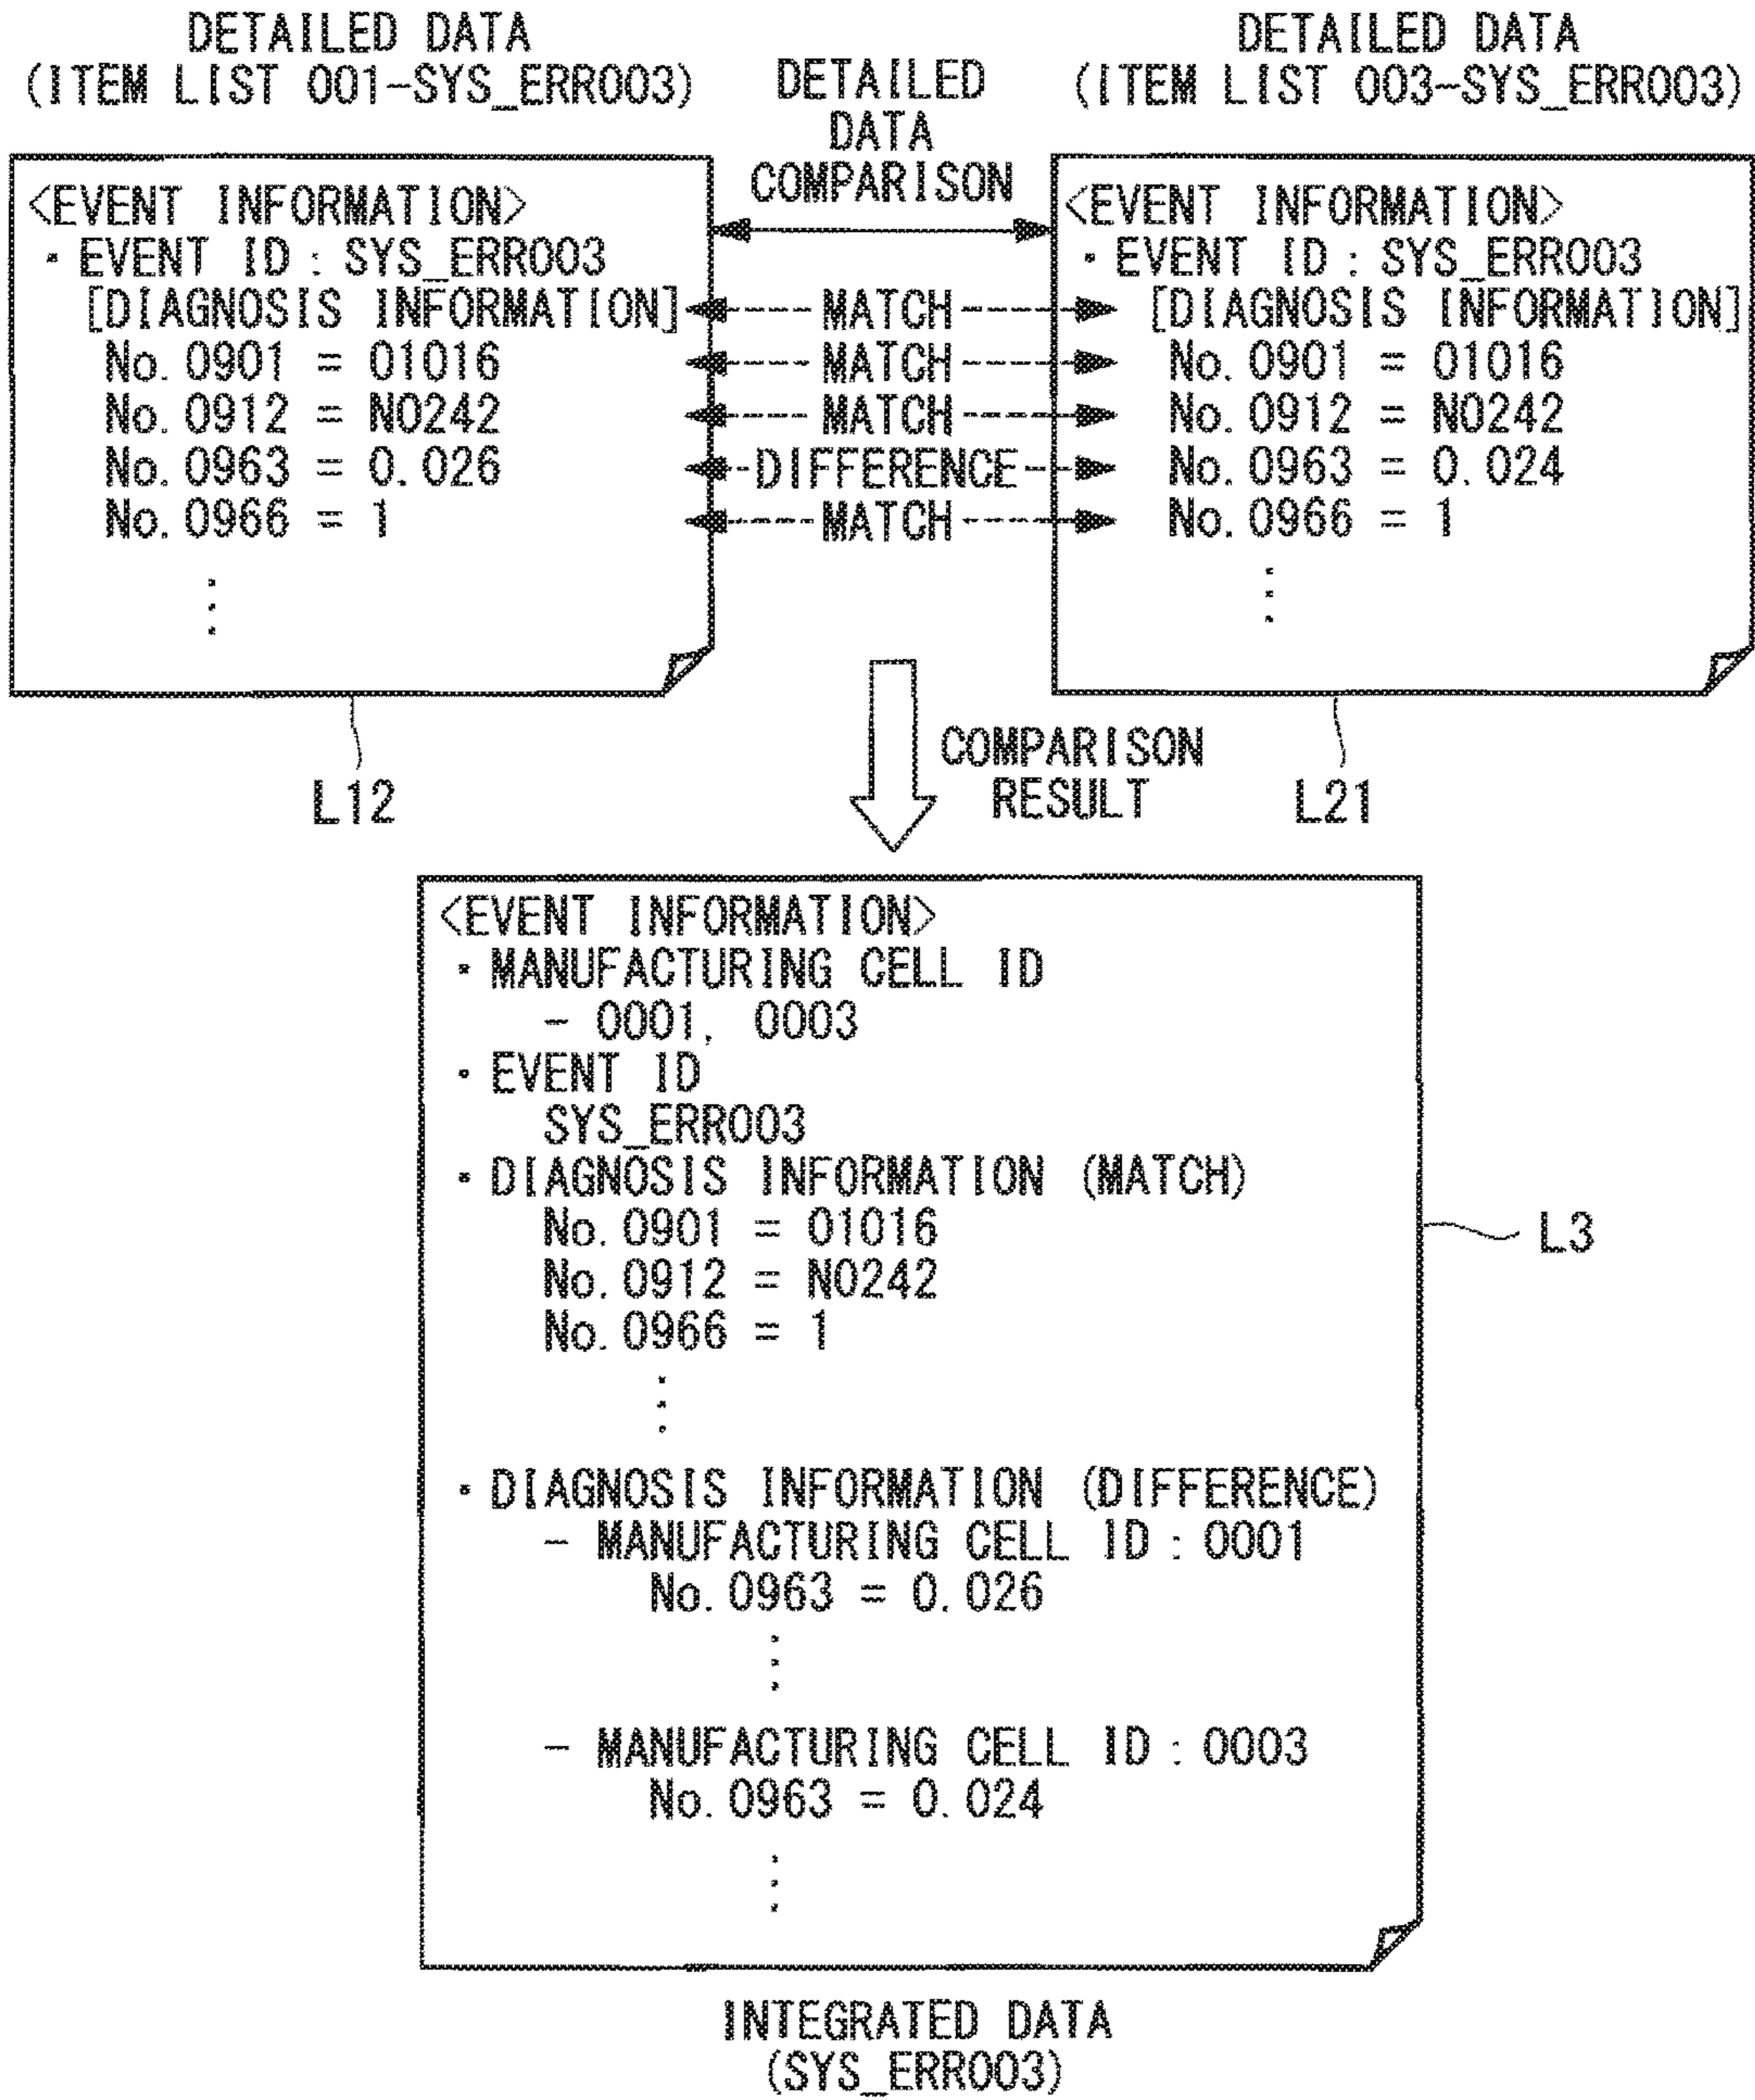 DETAILED DATA
(ITEM LIST 001-SYS_ERR003)
DETAILED
DATA
COMPARISON
DETAILED DATA
(ITEM LIST 003-SYS_ERR003)
<EVENT INFORMATION>
・EVENT ID : SYS_ERR003
[DIAGNOSIS INFORMATION]
No. 0901 = 01016
No. 0912 = N0242
No. 0963 = 0.026
No. 0966 = 1
⋮
MATCH
MATCH
MATCH
DIFFERENCE
MATCH
<EVENT INFORMATION>
・EVENT ID : SYS_ERR003
[DIAGNOSIS INFORMATION]
No. 0901 = 01016
No. 0912 = N0242
No. 0963 = 0.024
No. 0966 = 1
⋮
L12
COMPARISON
RESULT
L21
<EVENT INFORMATION>
・MANUFACTURING CELL ID
- 0001, 0003
・EVENT ID
SYS_ERR003
・DIAGNOSIS INFORMATION (MATCH)
No. 0901 = 01016
No. 0912 = N0242
No. 0966 = 1
⋮
・DIAGNOSIS INFORMATION (DIFFERENCE)
- MANUFACTURING CELL ID : 0001
No. 0963 = 0.026
⋮
- MANUFACTURING CELL ID : 0003
No. 0963 = 0.024
⋮
L3
INTEGRATED DATA
(SYS_ERR003)